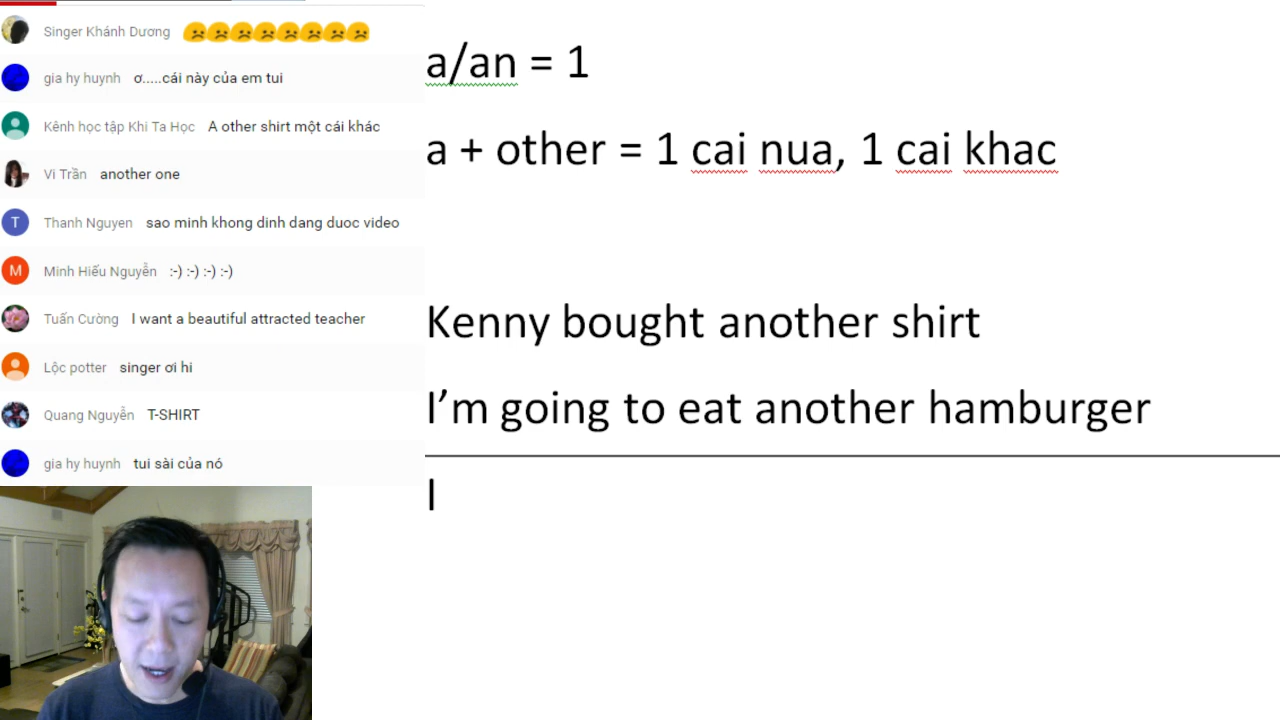 Singer Khánh Dương
gia hy huynh ơ.....cái này của em tui
Kênh học tập Khi Ta Học A other shirt một cái khác
Vi Trần another one
T Thanh Nguyen sao minh khong dinh dang duoc video
M Minh Hiếu Nguyễn :-) :-) :-) :-)
Tuấn Cường I want a beautiful attracted teacher
Lộc potter singer ơi hi
Quang Nguyễn T-SHIRT
gia hy huynh tui sài của nó
a/an = 1
a + other = 1 cai nua, 1 cai khac
Kenny bought another shirt
I’m going to eat another hamburger
I